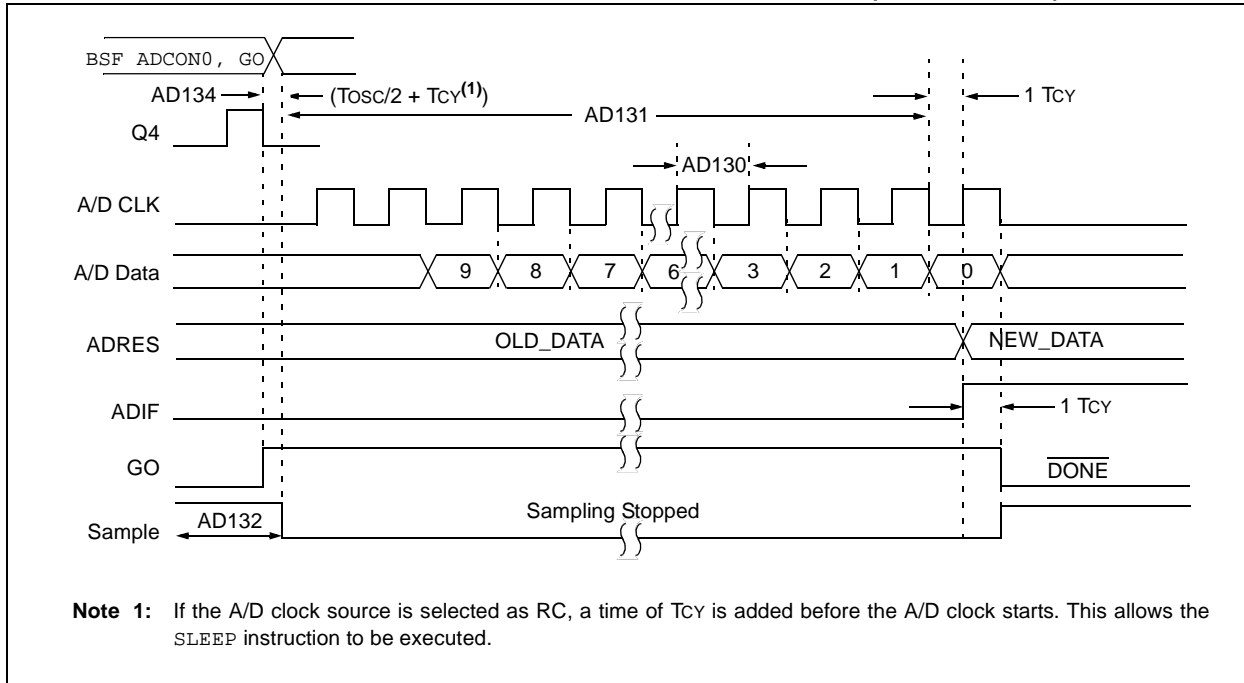 BSF ADCON0, GO
AD134
(TOSC/2 + TCY(1))
AD131
1 TCY
Q4
AD130
A/D CLK
A/D Data
9
8
7
6
3
2
1
0
ADRES
OLD_DATA
NEW_DATA
ADIF
1 TCY
GO
DONE
Sample
AD132
Sampling Stopped
Note 1: If the A/D clock source is selected as RC, a time of TCY is added before the A/D clock starts. This allows the
SLEEP instruction to be executed.